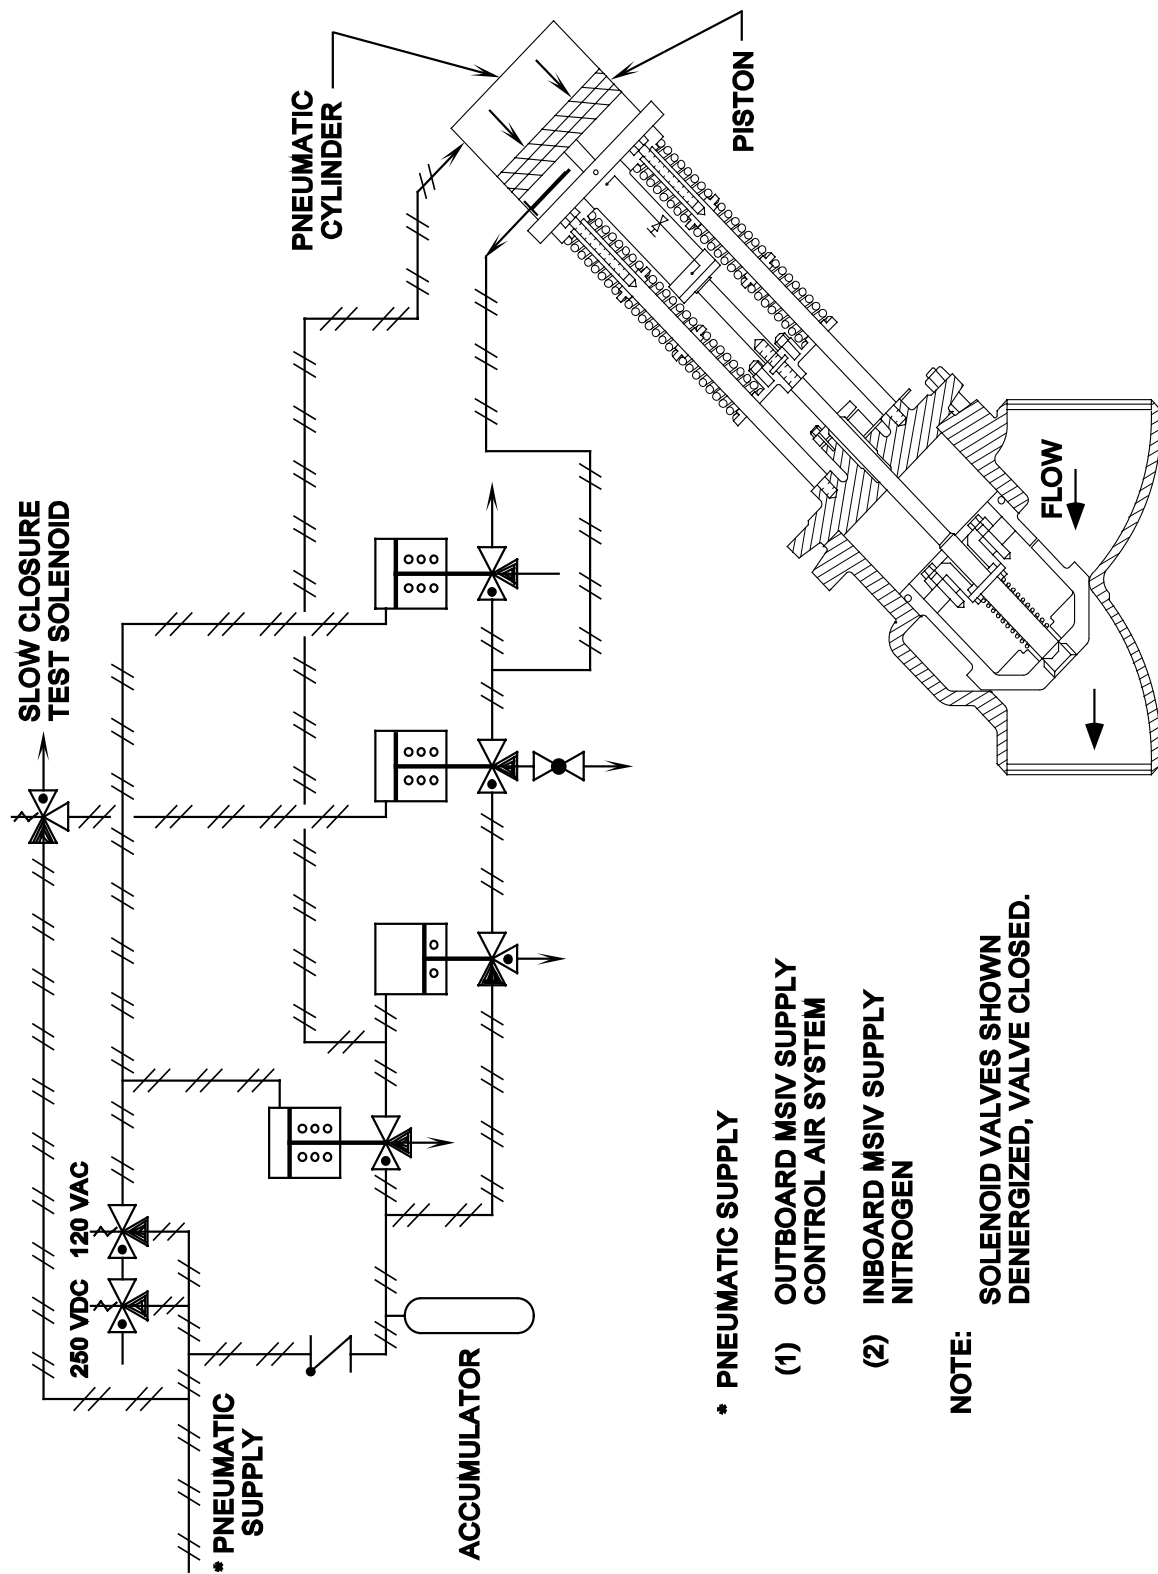 SLOW CLOSURE
TEST SOLENOID
PNEUMATIC
CYLINDER
PISTON
FLOW
250 VDC
120 VAC
* PNEUMATIC
SUPPLY
ACCUMULATOR
* PNEUMATIC SUPPLY
(1) OUTBOARD MSIV SUPPLY
CONTROL AIR SYSTEM
(2) INBOARD MSIV SUPPLY
NITROGEN
NOTE:
SOLENOID VALVES SHOWN
DENERGIZED, VALVE CLOSED.